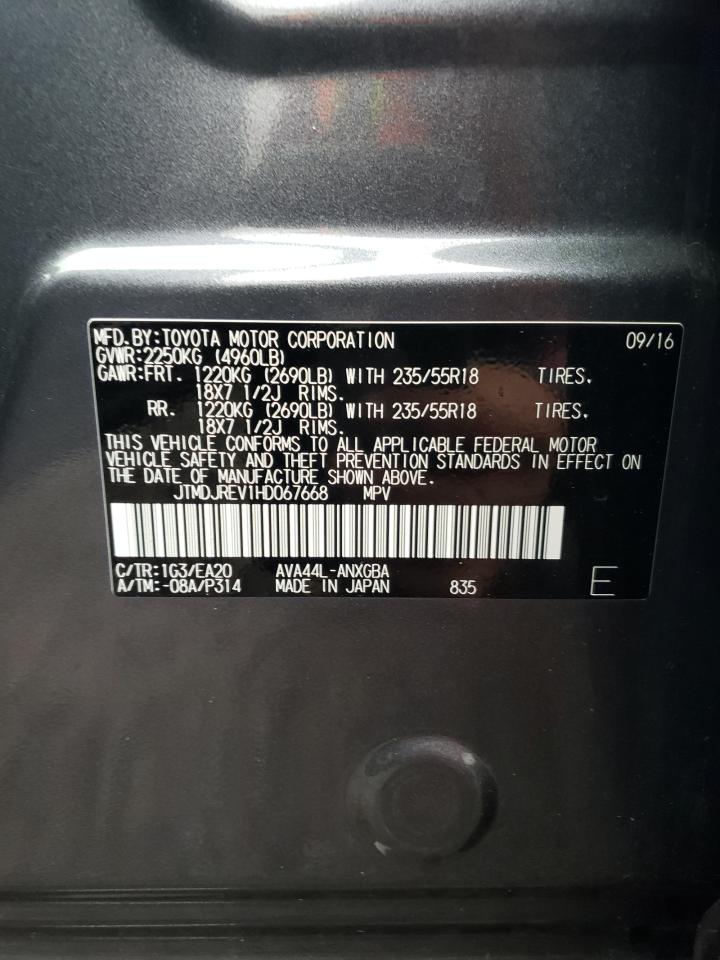 MFD.BY:TOYOTA MOTOR CORPORATION 09/16
GVWR:2250KG (4960LB)
GAWR:FRT. 1220KG (2690LB) WITH 235/55R18 TIRES.
18X7 1/2J RIMS.
RR. 1220KG (2690LB) WITH 235/55R18 TIRES.
18X7 1/2J RIMS.
THIS VEHICLE CONFORMS TO ALL APPLICABLE FEDERAL MOTOR
VEHICLE SAFETY AND THEFT PREVENTION STANDARDS IN EFFECT ON
THE DATE OF MANUFACTURE SHOWN ABOVE.
JTMDJREV1HD067668 MPV
C/TR:1G3/EA20 AVA44L-ANXGBA
A/TM:-08A/P314 MADE IN JAPAN 835 E